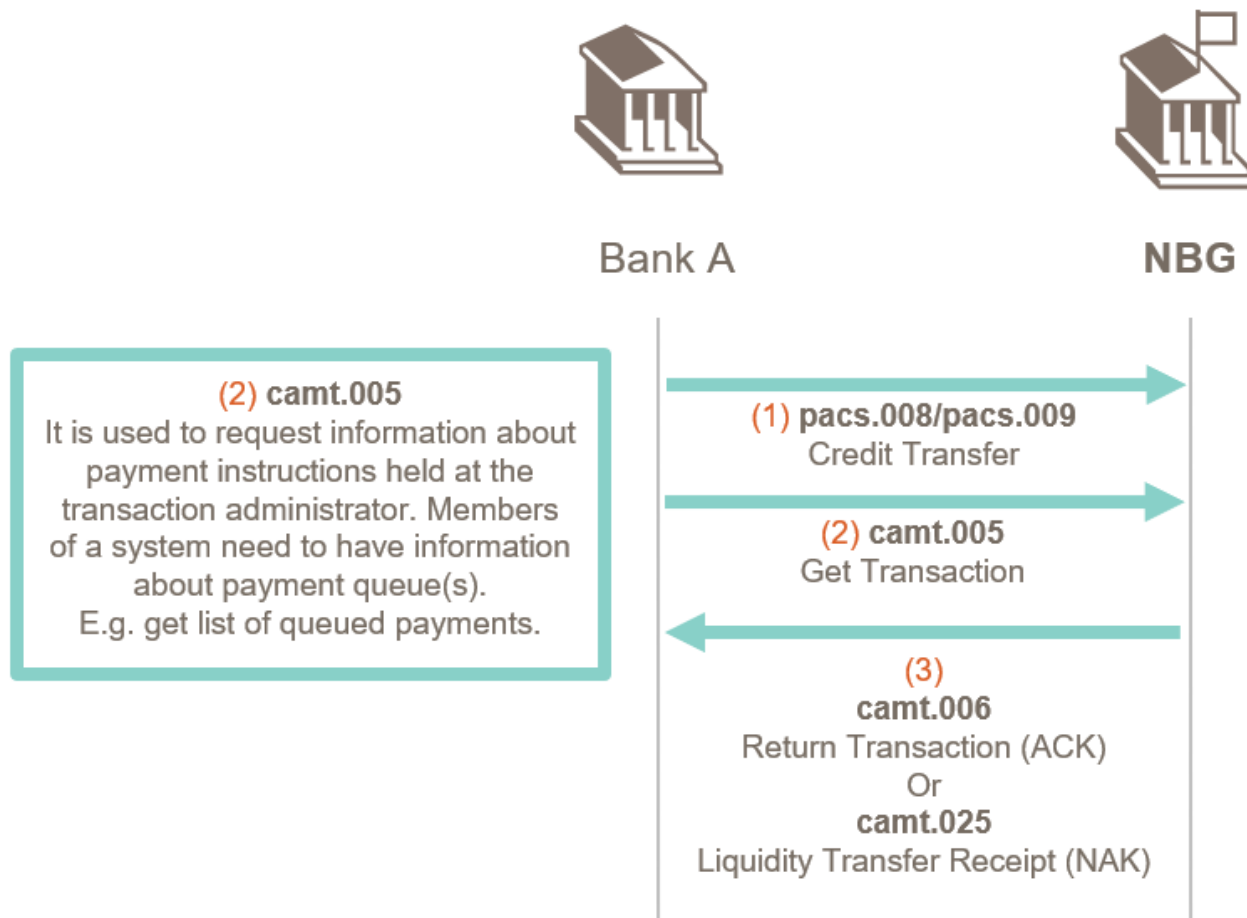 Bank A
NBG
(2) camt.005
It is used to request information about
payment instructions held at the
transaction administrator. Members
of a system need to have information
about payment queue(s).
E.g. get list of queued payments.
(1) pacs.008/pacs.009
Credit Transfer
(2) camt.005
Get Transaction
(3)
camt.006
Return Transaction (ACK)
Or
camt.025
Liquidity Transfer Receipt (NAK)